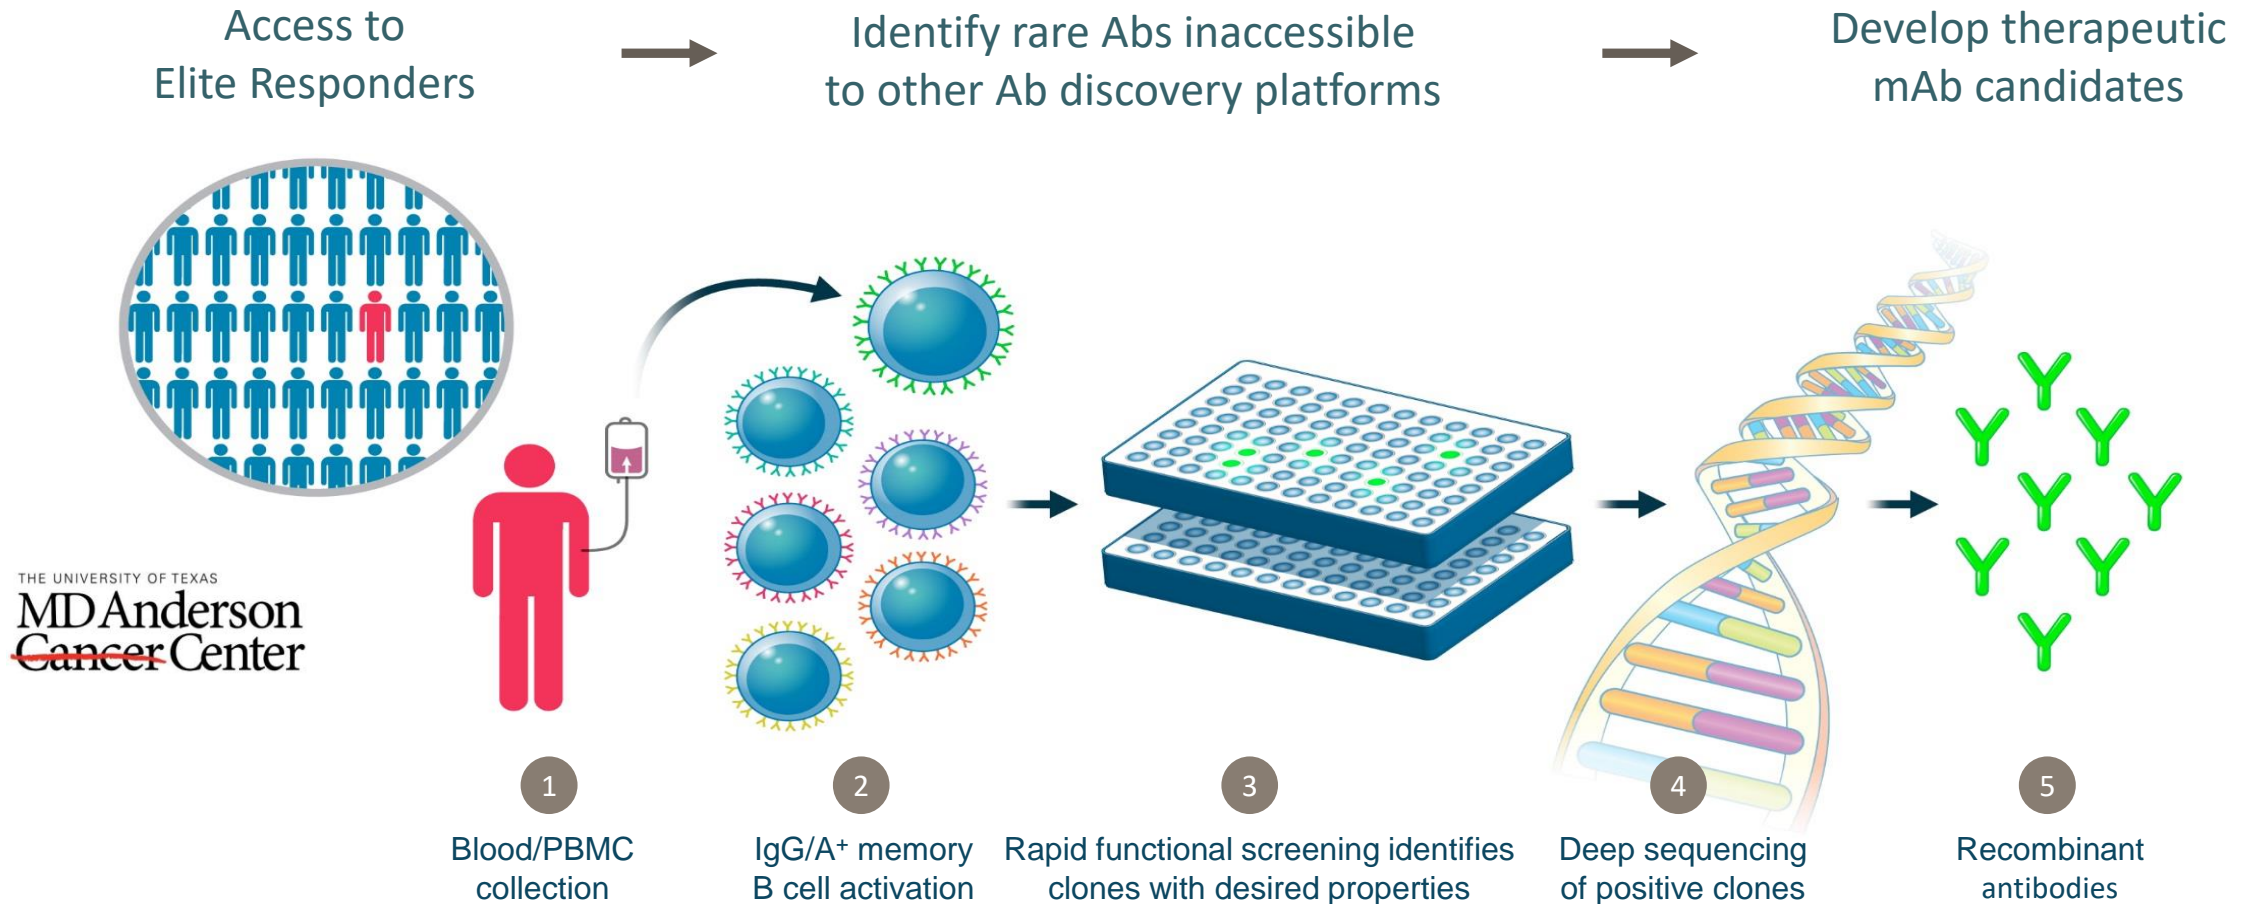 Access to
Elite Responders
Identify rare Abs inaccessible
to other Ab discovery platforms
Develop therapeutic
mAb candidates
THE UNIVERSITY OF TEXAS
MD Anderson
Cancer Center
1
Blood/PBMC
collection
2
IgG/A⁺ memory
B cell activation
3
Rapid functional screening identifies
clones with desired properties
4
Deep sequencing
of positive clones
5
Recombinant
antibodies